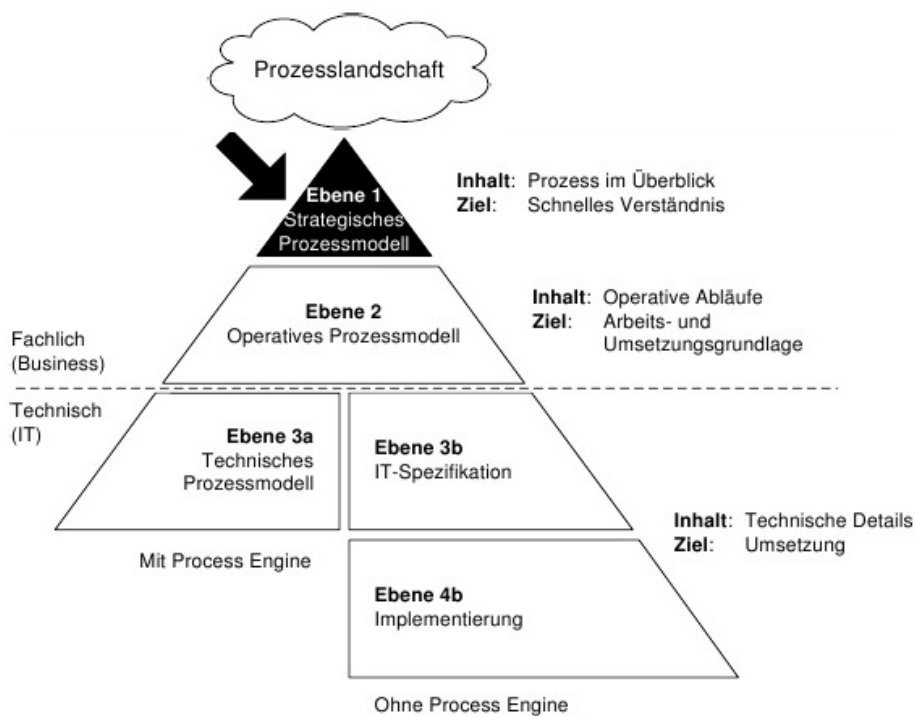 Prozesslandschaft
Ebene 1
Strategisches
Prozessmodell
Inhalt: Prozess im Überblick
Ziel: Schnelles Verständnis
Ebene 2
Operatives Prozessmodell
Inhalt: Operative Abläufe
Ziel: Arbeits- und
Umsetzungsgrundlage
Fachlich
(Business)
Technisch
(IT)
Ebene 3a
Technisches
Prozessmodell
Ebene 3b
IT-Spezifikation
Inhalt: Technische Details
Ziel: Umsetzung
Mit Process Engine
Ebene 4b
Implementierung
Ohne Process Engine